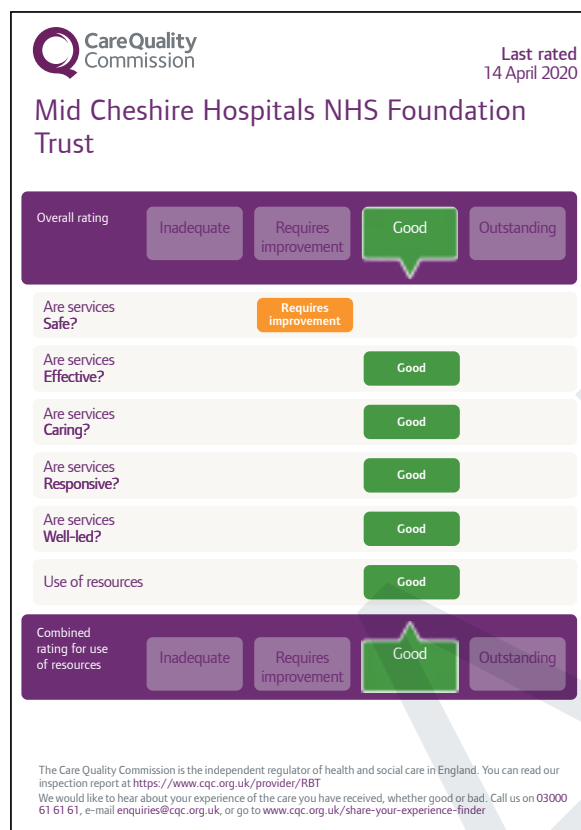 CareQuality
Commission
Last rated
14 April 2020
Mid Cheshire Hospitals NHS Foundation
Trust
Overall rating
Inadequate
Requires
improvement
Good
Outstanding
Are services
Safe?
Requires
improvement
Are services
Effective?
Good
Are services
Caring?
Good
Are services
Responsive?
Good
Are services
Well-led?
Good
Use of resources
Good
Combined
rating for use
of resources
Inadequate
Requires
improvement
Good
Outstanding
The Care Quality Commission is the independent regulator of health and social care in England. You can read our
inspection report at https://www.cqc.org.uk/provider/RBT
We would like to hear about your experience of the care you have received, whether good or bad. Call us on 03000
61 61 61, e-mail enquiries@cqc.org.uk, or go to www.cqc.org.uk/share-your-experience-finder